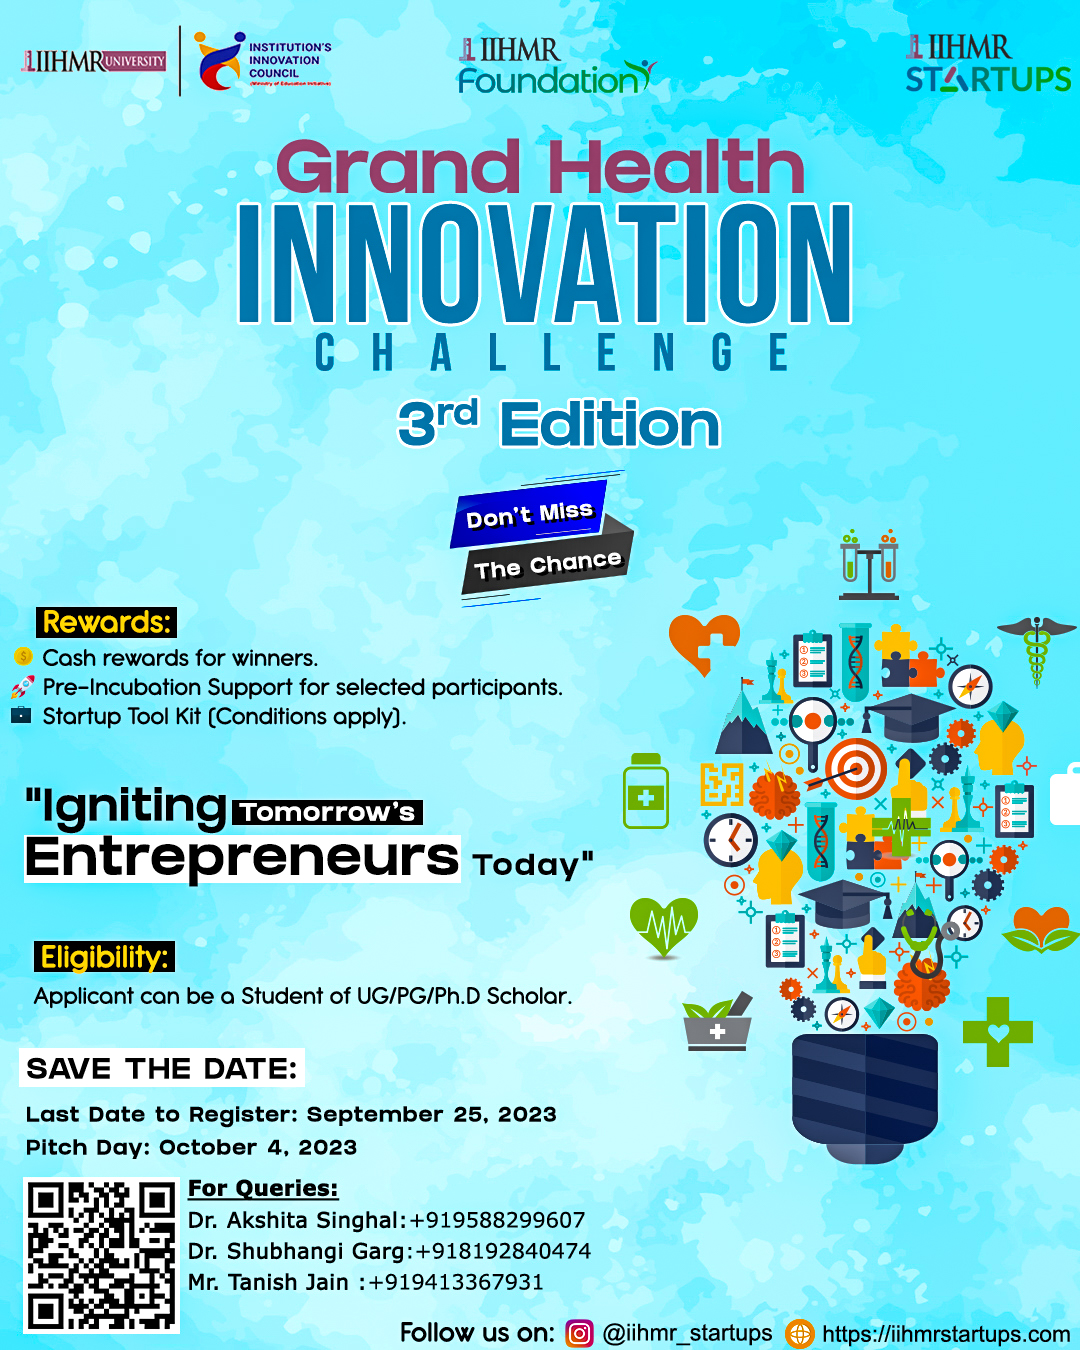 IIHMR UNIVERSITY
INSTITUTION'S
INNOVATION
COUNCIL
(Ministry of Education Initiative)
IIHMR
Foundation
IIHMR
STARTUPS
Grand Health
INNOVATION
CHALLENGE
3rd Edition
Don't Miss
The Chance
Rewards:
Cash rewards for winners.
Pre-Incubation Support for selected participants.
Startup Tool Kit (Conditions apply).
"Igniting Tomorrow's
Entrepreneurs Today"
Eligibility:
Applicant can be a Student of UG/PG/Ph.D Scholar.
SAVE THE DATE:
Last Date to Register: September 25, 2023
Pitch Day: October 4, 2023
For Queries:
Dr. Akshita Singhal:+919588299607
Dr. Shubhangi Garg:+918192840474
Mr. Tanish Jain :+919413367931
Follow us on: @iihmr_startups https://iihmrstartups.com